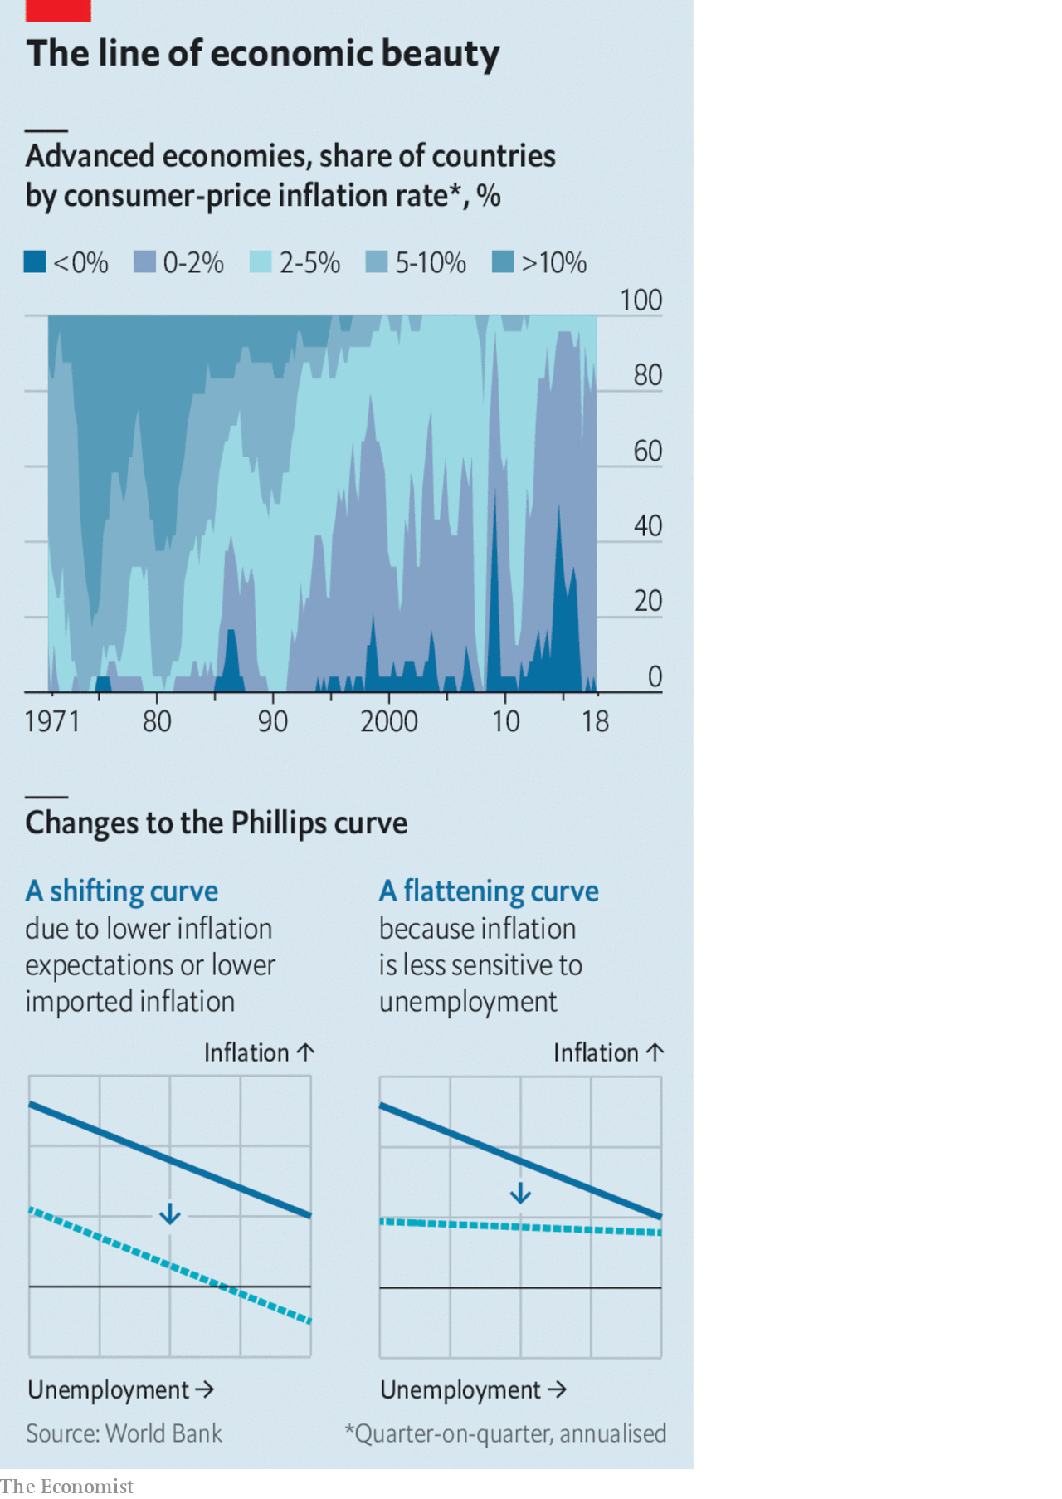 The line of economic beauty
Advanced economies, share of countries
by consumer-price inflation rate*, %
<0% 0-2% 2-5% 5-10% >10%
100
80
60
40
20
0
1971 80 90 2000 10 18
Changes to the Phillips curve
A shifting curve
due to lower inflation
expectations or lower
imported inflation
Inflation ↑
Unemployment →
A flattening curve
because inflation
is less sensitive to
unemployment
Inflation ↑
Unemployment →
Source: World Bank
*Quarter-on-quarter, annualised
The Economist